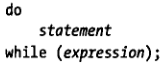 do
    statement
while (expression);